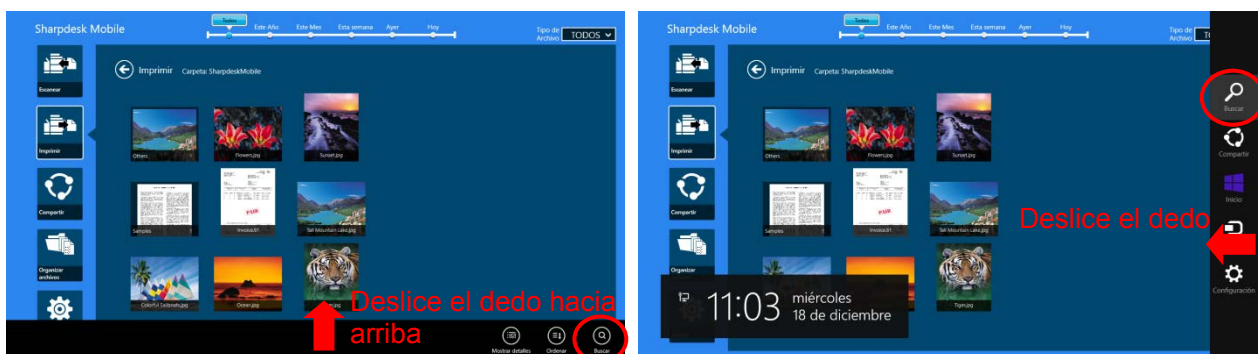 Sharpdesk Mobile
Todos Este Año Este Mes Esta semana Ayer Hoy
Tipo de Archivo TODOS
Escanear
Imprimir Carpeta: SharpdeskMobile
Imprimir
Others
Flowers.jpg
Sunset.jpg
Compartir
Samples
Tall Mountain Lake.jpg
Organizar archivos
Colorful Sailboats.jpg
Ocean.jpg
Deslice el dedo hacia
arriba
Mostrar detalles Ordenar Buscar
Sharpdesk Mobile
Todos Este Año Este Mes Esta semana Ayer Hoy
Tipo de Archivo
Escanear
Imprimir Carpeta: SharpdeskMobile
Imprimir
Others
Flowers.jpg
Sunset.jpg
Compartir
Samples
Tall Mountain Lake.jpg
Organizar
Tiger.jpg
11:03 miércoles
18 de diciembre
Buscar
Compartir
Inicio
Deslice el dedo
Configuración